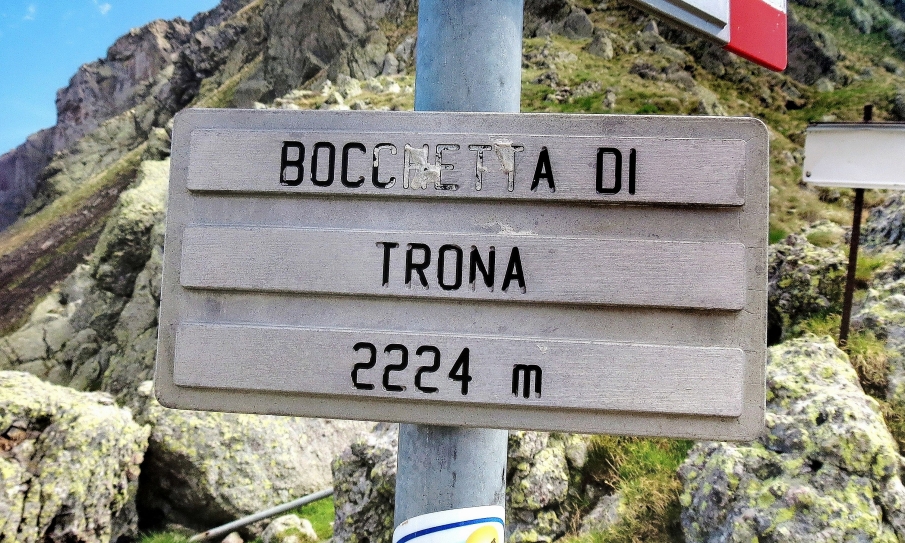 BOCCHETTA DI
TRONA
2224 m